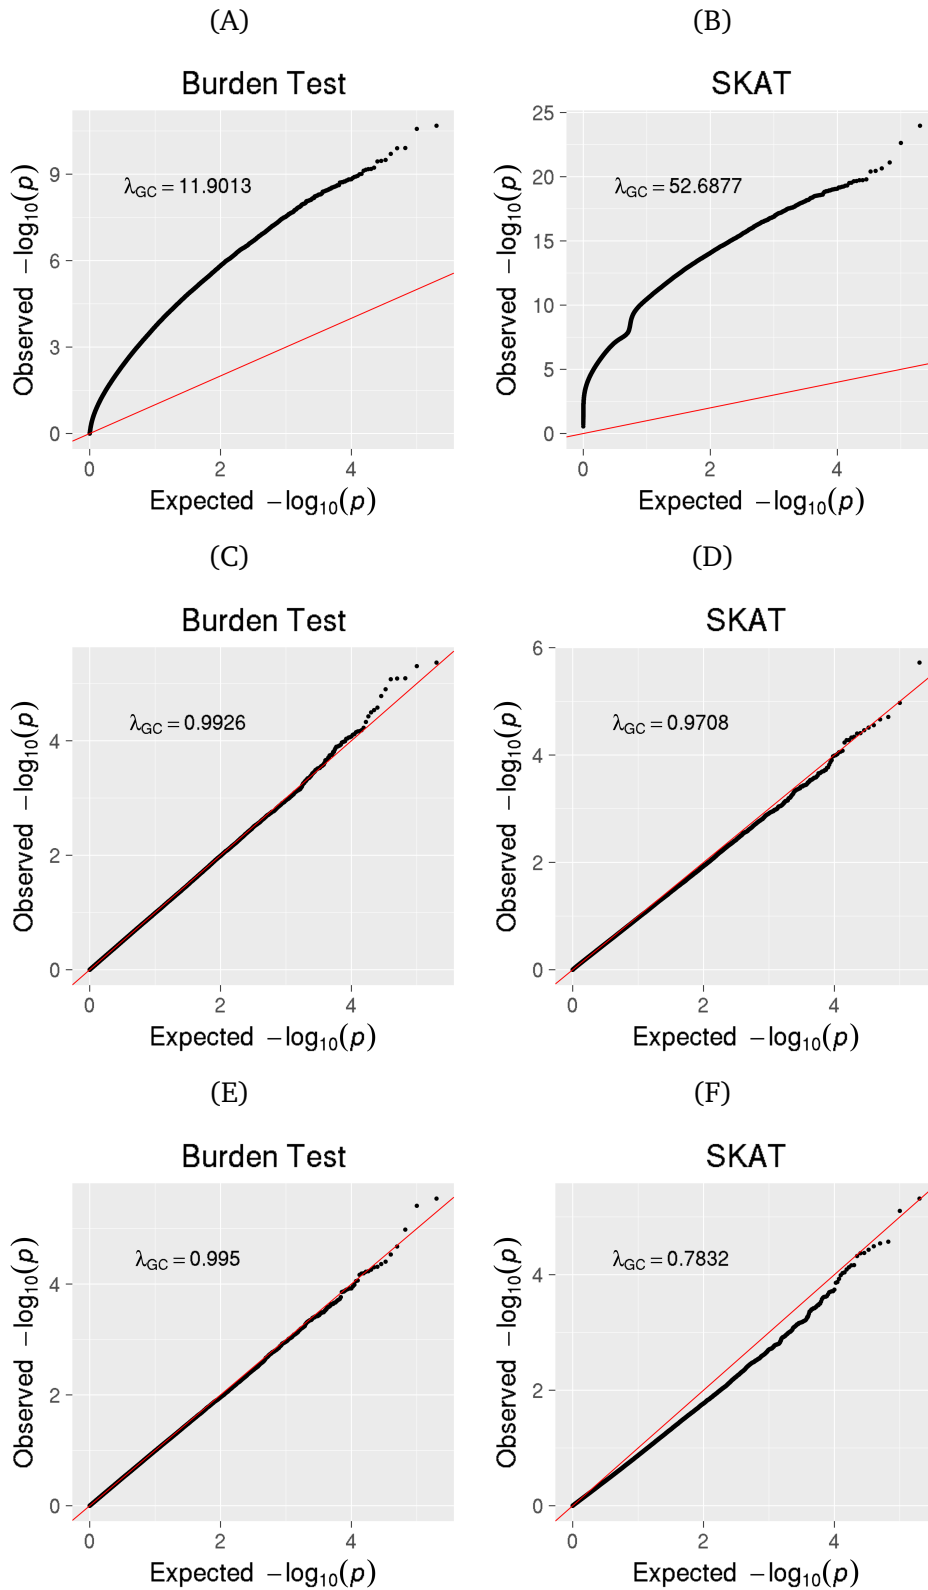 (A) (B)
Burden Test SKAT
Observed −log₁₀(p)
9
6
3
0
λGC = 11.9013
0 2 4
Expected −log₁₀(p)
Observed −log₁₀(p)
25
20
15
10
5
0
λGC = 52.6877
0 2 4
Expected −log₁₀(p)
(C) (D)
Burden Test SKAT
Observed −log₁₀(p)
4
2
0
λGC = 0.9926
0 2 4
Expected −log₁₀(p)
Observed −log₁₀(p)
6
4
2
0
λGC = 0.9708
0 2 4
Expected −log₁₀(p)
(E) (F)
Burden Test SKAT
Observed −log₁₀(p)
4
2
0
λGC = 0.995
0 2 4
Expected −log₁₀(p)
Observed −log₁₀(p)
4
2
0
λGC = 0.7832
0 2 4
Expected −log₁₀(p)